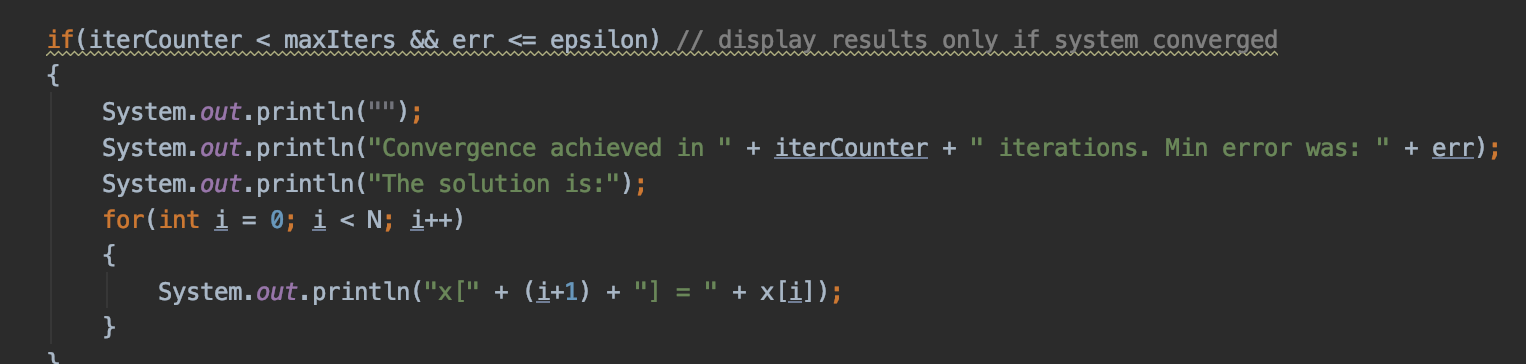 if(iterCounter < maxIters && err <= epsilon) // display results only if system converged
{
System.out.println("");
System.out.println("Convergence achieved in " + iterCounter + " iterations. Min error was: " + err);
System.out.println("The solution is:");
for(int i = 0; i < N; i++)
{
System.out.println("x[" + (i+1) + "] = " + x[i]);
}
}